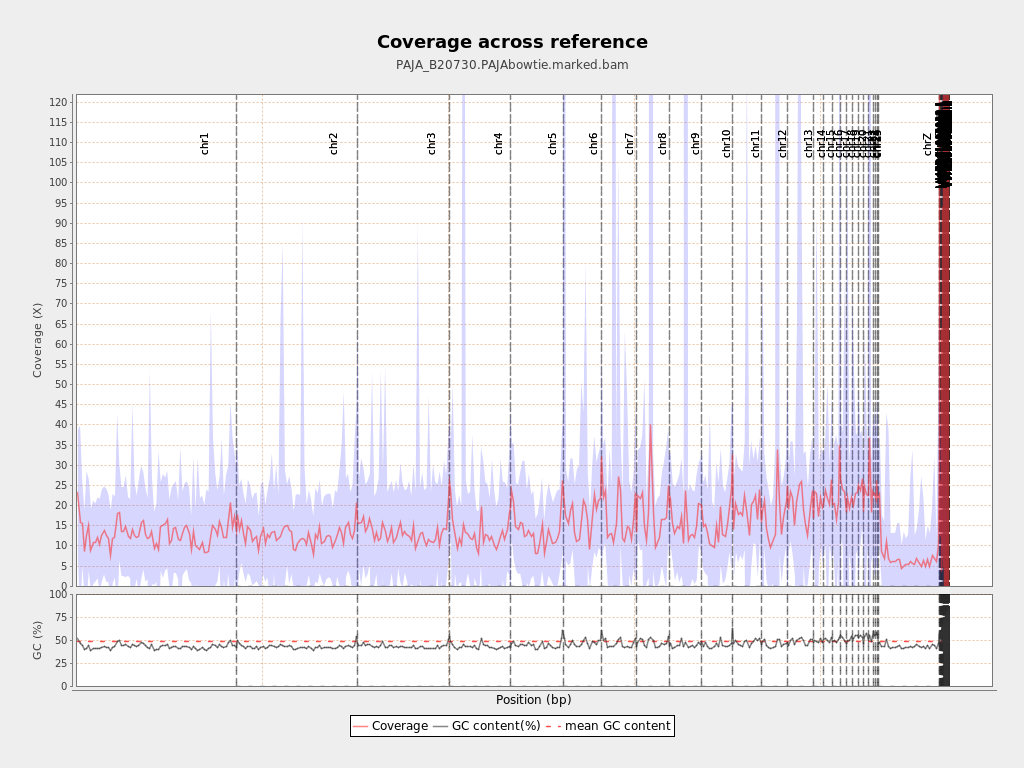 Coverage across reference
PAJA_B20730.PAJAbowtie.marked.bam
120
115
110
105
100
95
90
85
80
75
70
65
60
55
50
45
40
35
30
25
20
15
10
5
0
Coverage (X)
chr1
chr2
chr3
chr4
chr5
chr6
chr7
chr8
chr9
chr10
chr11
chr12
chr13
chr14
chr15
chrZ
100
75
50
25
0
GC (%)
Position (bp)
Coverage GC content(%) mean GC content